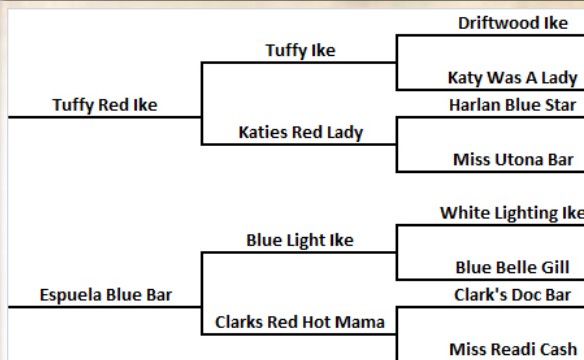 Driftwood Ike
Tuffy Ike
Katy Was A Lady
Tuffy Red Ike
Harlan Blue Star
Katies Red Lady
Miss Utona Bar
White Lighting Ike
Blue Light Ike
Blue Belle Gill
Espuela Blue Bar
Clark's Doc Bar
Clarks Red Hot Mama
Miss Readi Cash